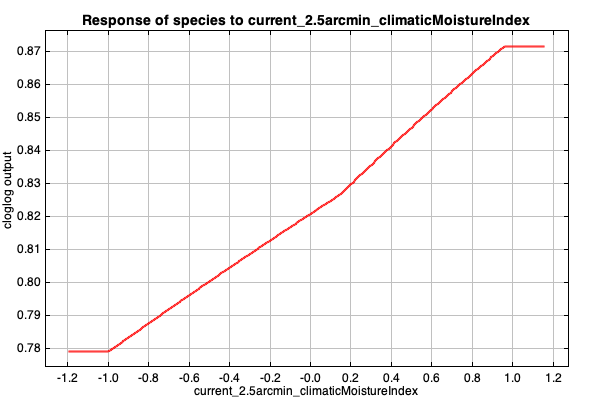 Response of species to current_2.5arcmin_climaticMoistureIndex
0.87
0.86
0.85
0.84
0.83
0.82
0.81
0.80
0.79
0.78
cloglog output
-1.2 -1.0 -0.8 -0.6 -0.4 -0.2 -0.0 0.2 0.4 0.6 0.8 1.0 1.2
current_2.5arcmin_climaticMoistureIndex